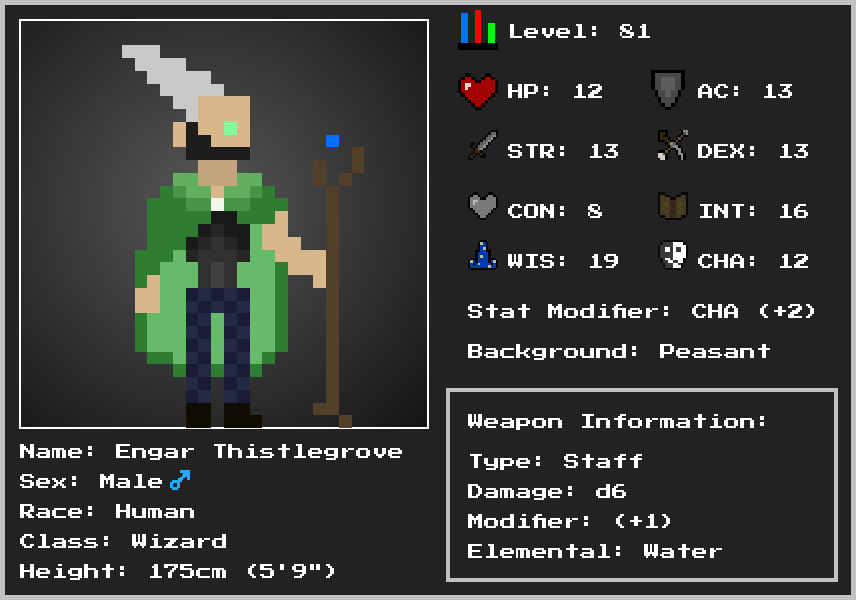 Level: 81
HP: 12
AC: 13
STR: 13
DEX: 13
CON: 8
INT: 16
WIS: 19
CHA: 12
Stat Modifier: CHA (+2)
Background: Peasant
Weapon Information:
Type: Staff
Damage: d6
Modifier: (+1)
Elemental: Water
Name: Engar Thistlegrove
Sex: Male ♂
Race: Human
Class: Wizard
Height: 175cm (5'9")